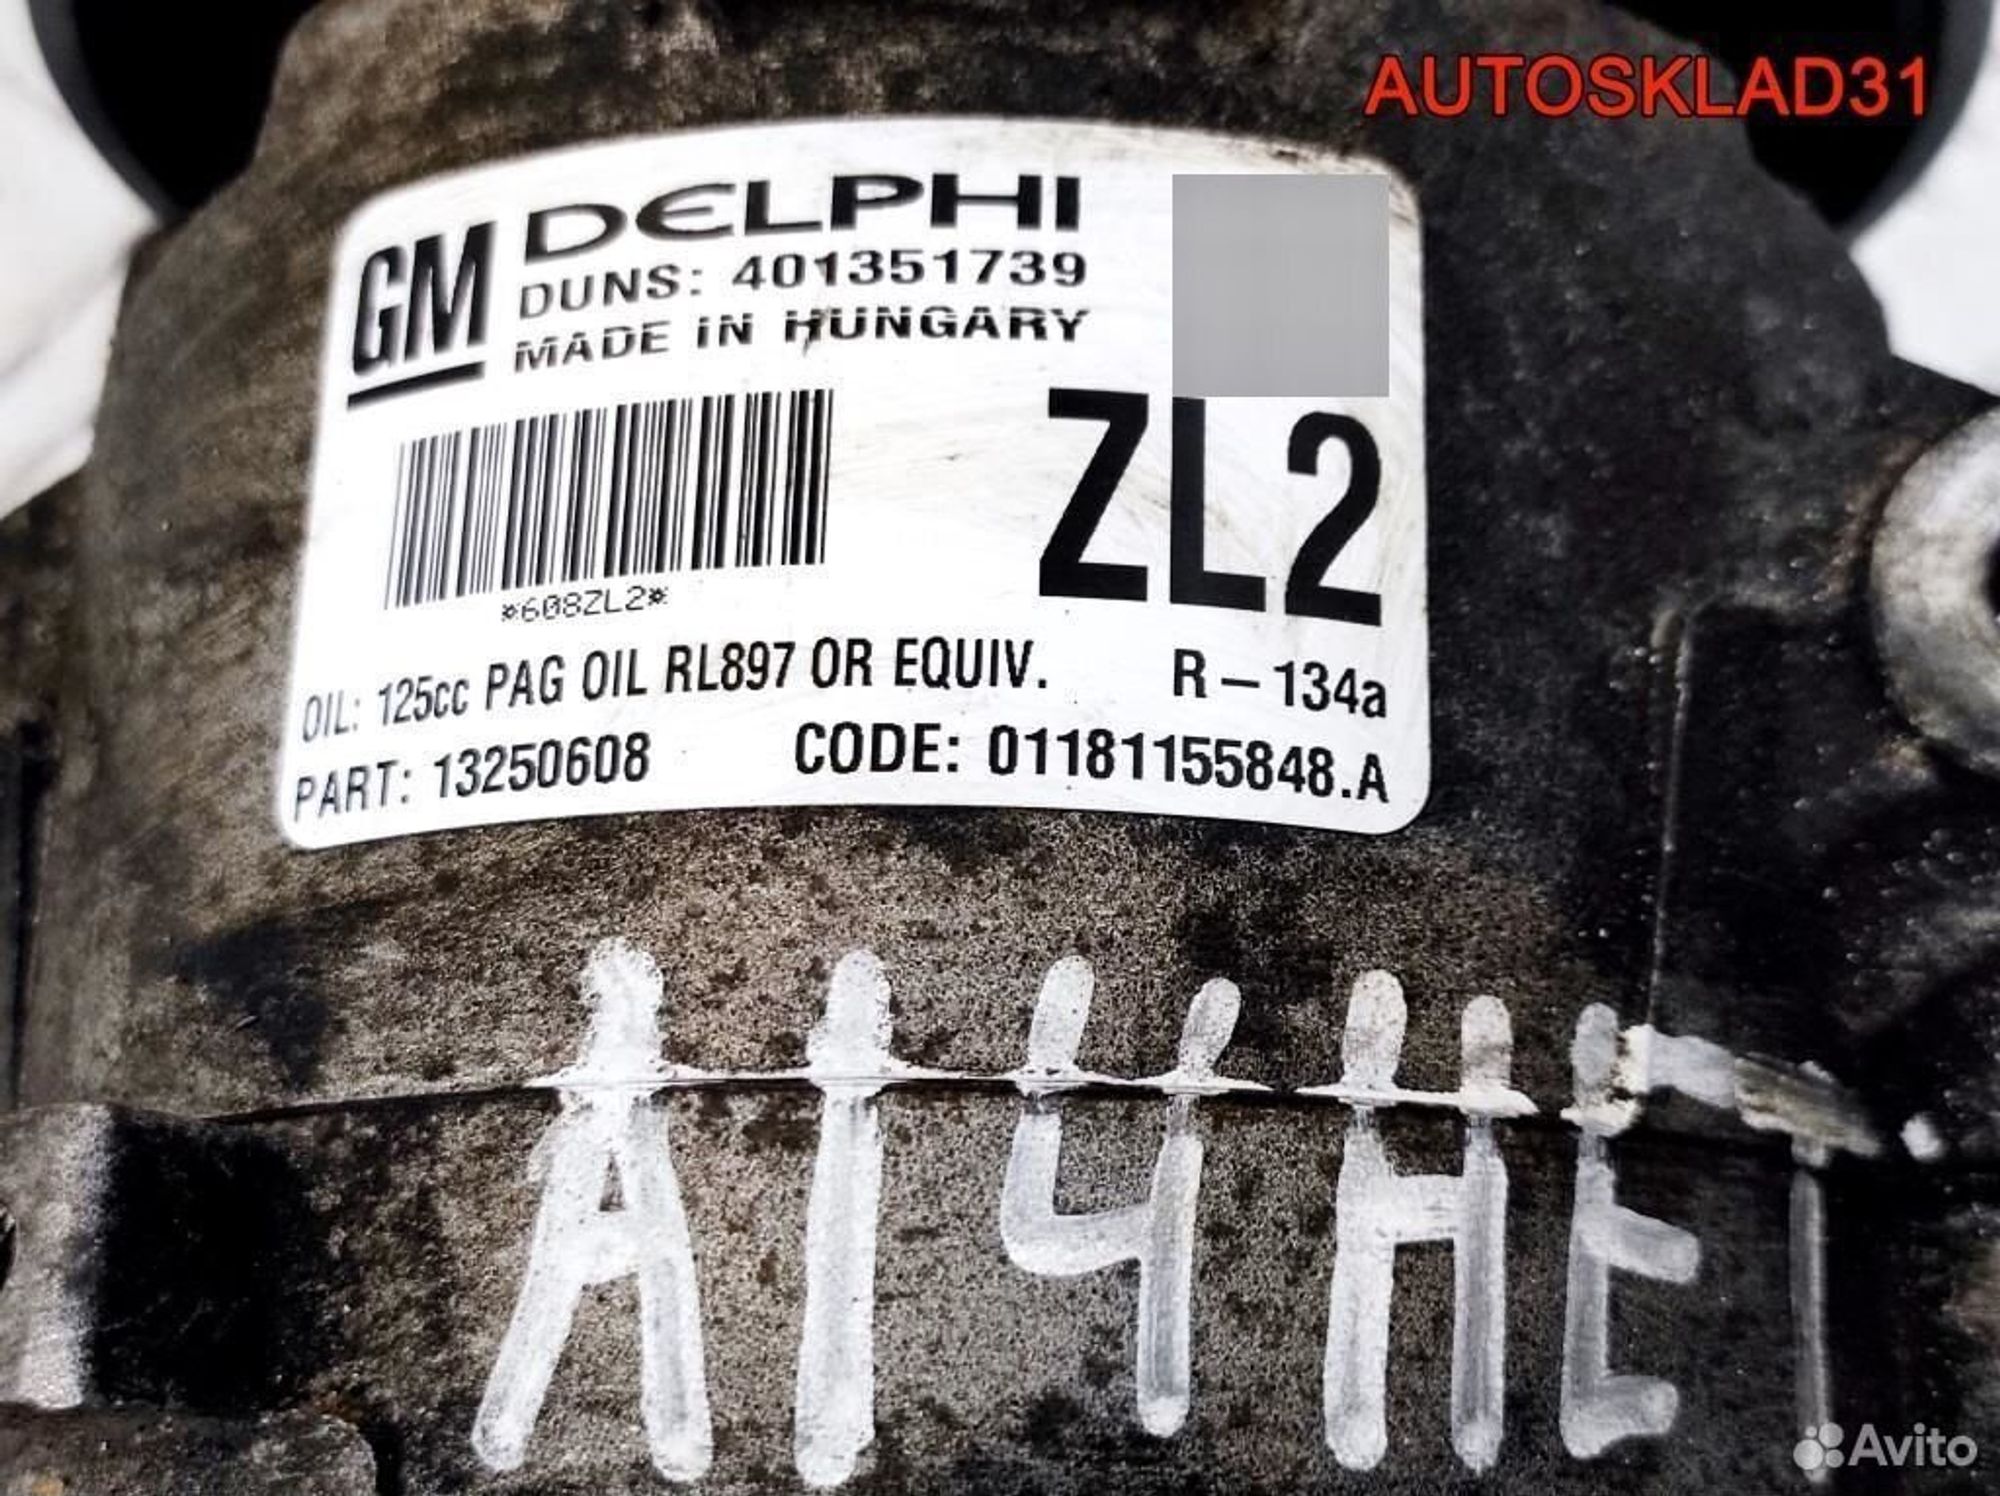 AUTOSKLAD31
GM DELPHI
DUNS: 401351739
MADE IN HUNGARY
ZL2
*608ZL2*
OIL: 125cc PAG OIL RL897 OR EQUIV. R-134a
PART: 13250608 CODE: 01181155848.A
A14HET
Avito